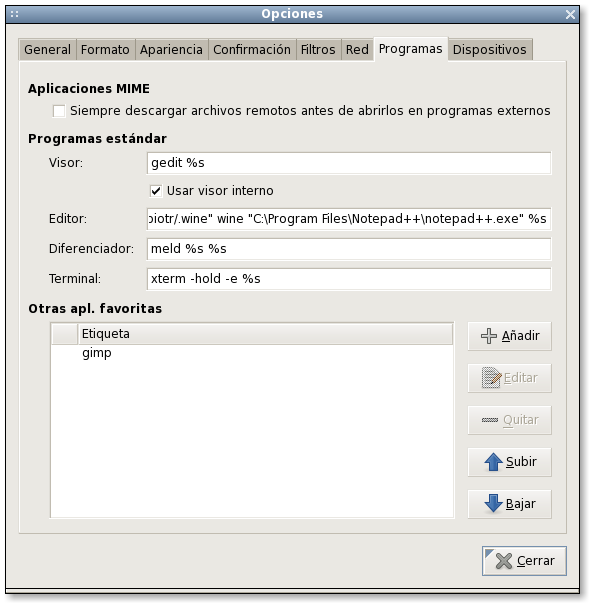 Opciones
General Formato Apariencia Confirmación Filtros Red Programas Dispositivos
Aplicaciones MIME
Siempre descargar archivos remotos antes de abrirlos en programas externos
Programas estándar
Visor: gedit %s
Usar visor interno
Editor: piotr/.wine" wine "C:\Program Files\Notepad++\notepad++.exe" %s
Diferenciador: meld %s %s
Terminal: xterm -hold -e %s
Otras apl. favoritas
Etiqueta
gimp
Añadir
Editar
Quitar
Subir
Bajar
Cerrar